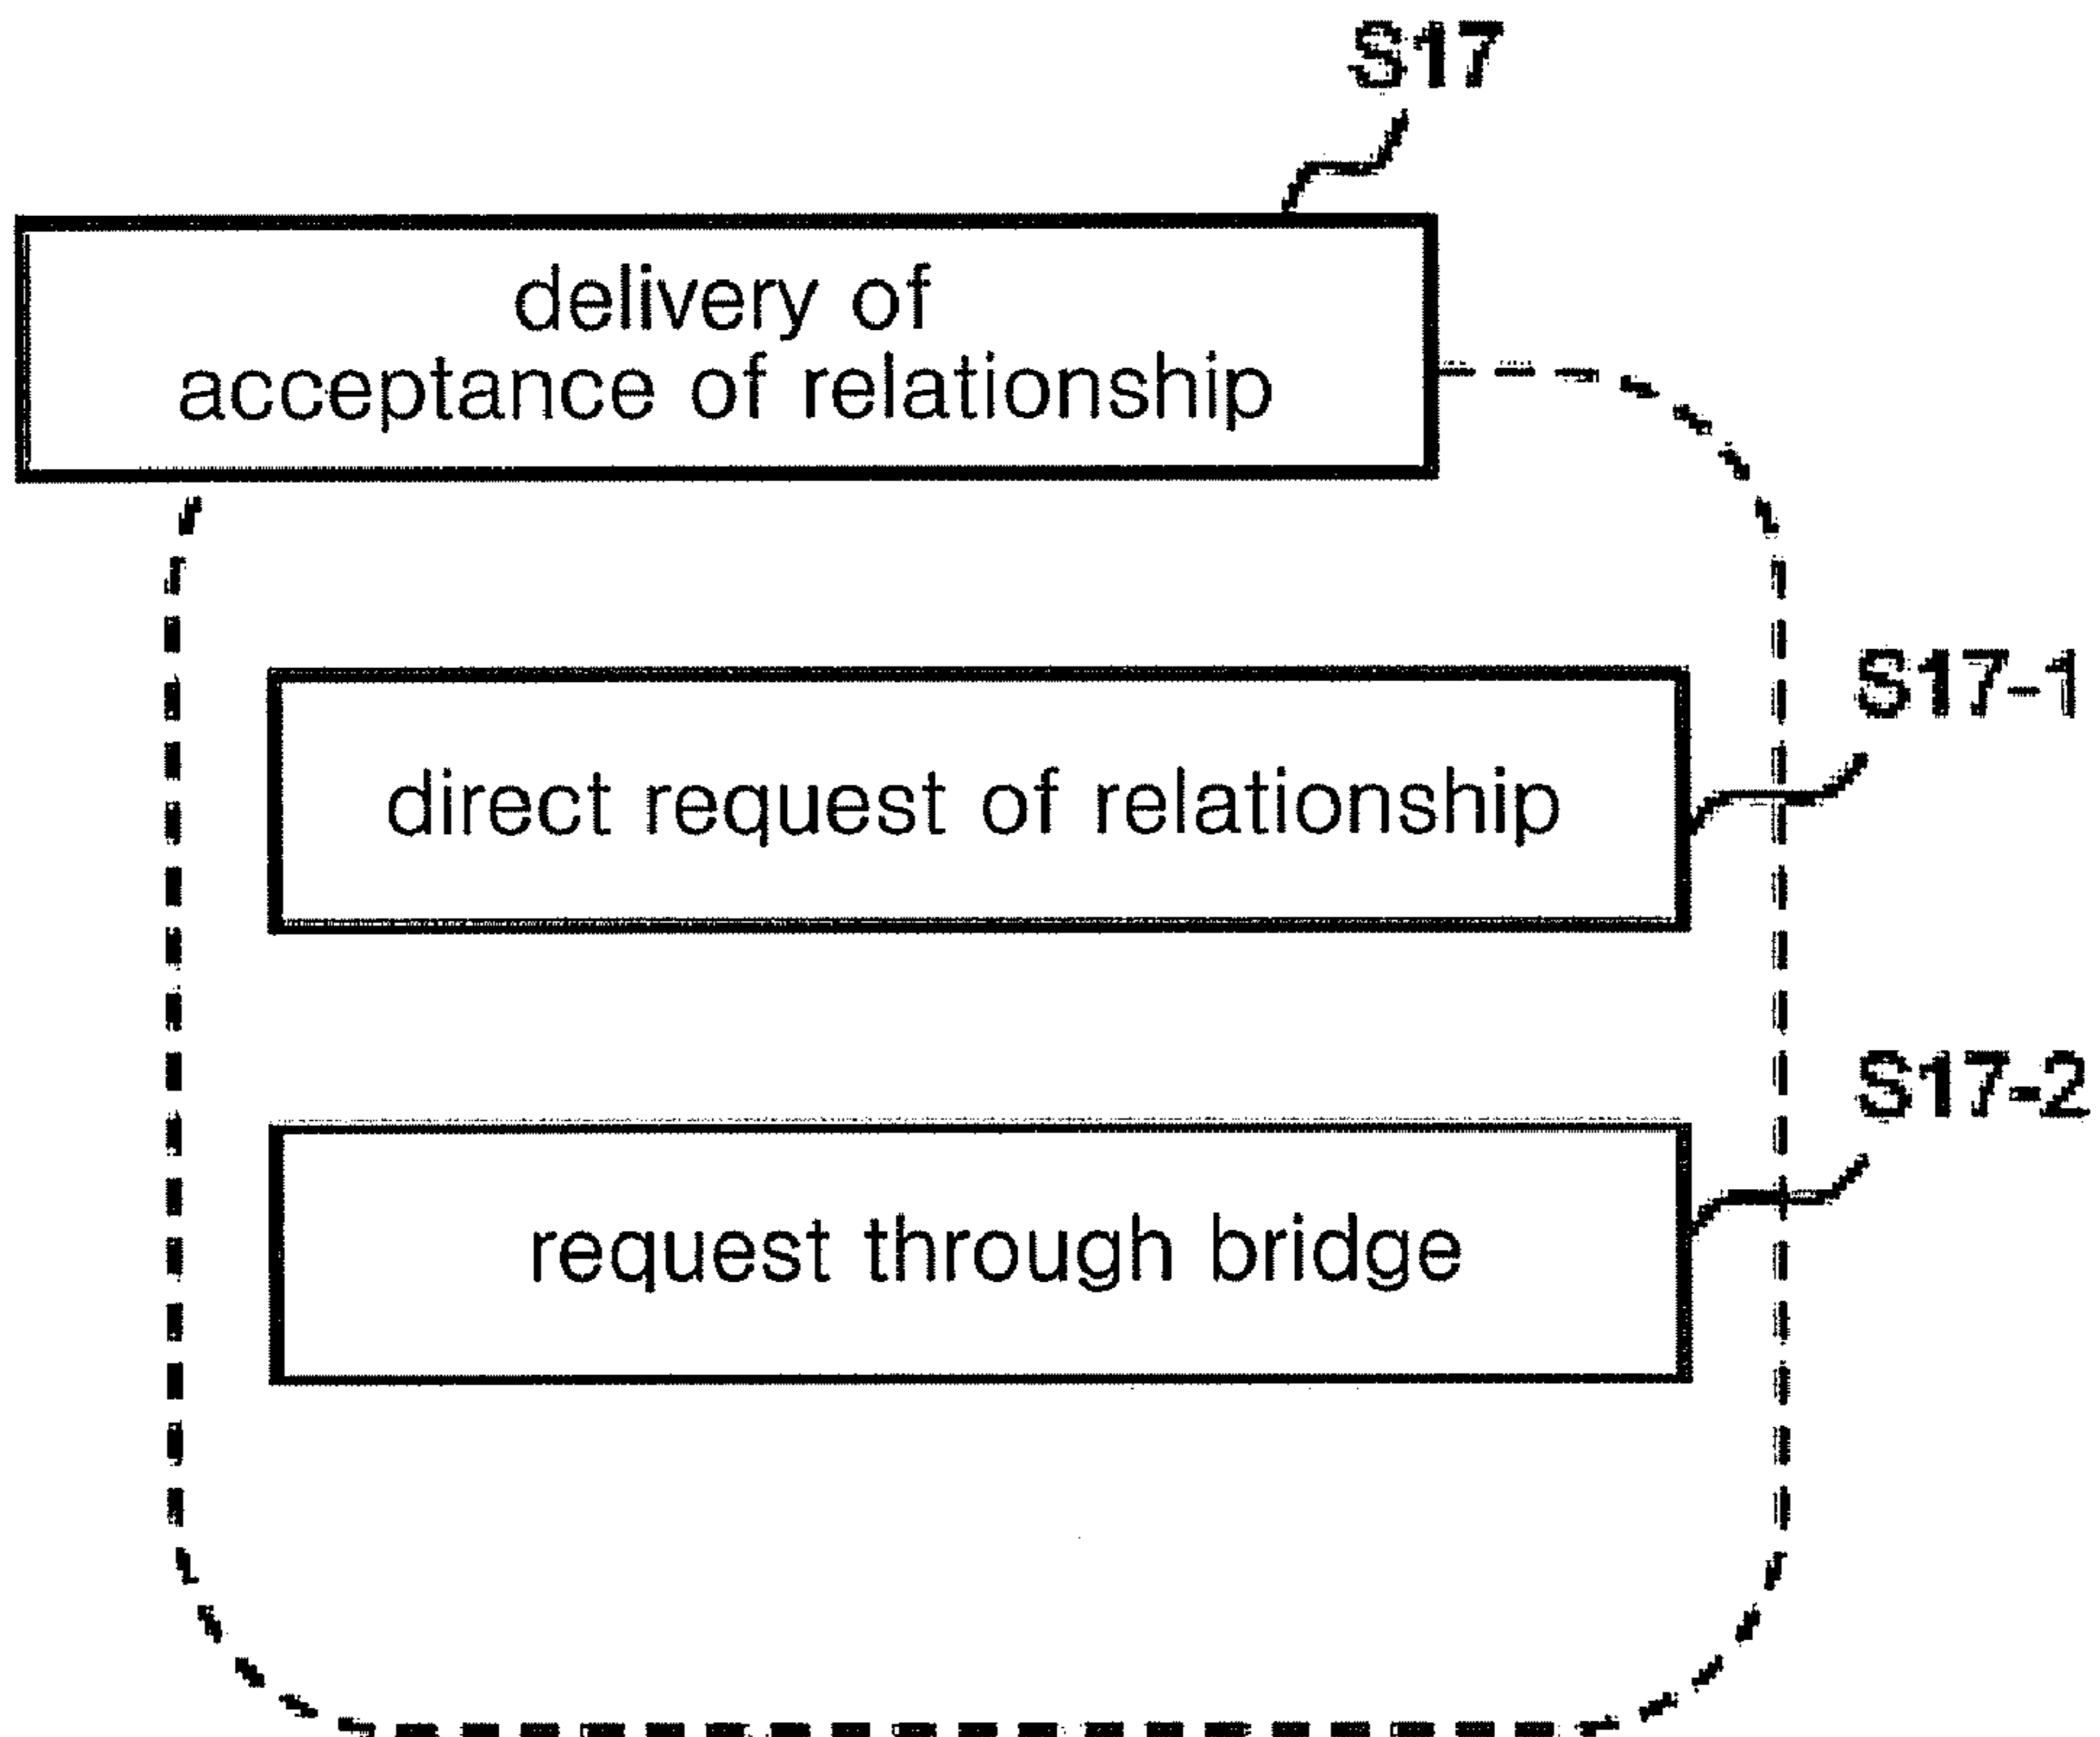 S17
delivery of
acceptance of relationship
S17-1
direct request of relationship
S17-2
request through bridge